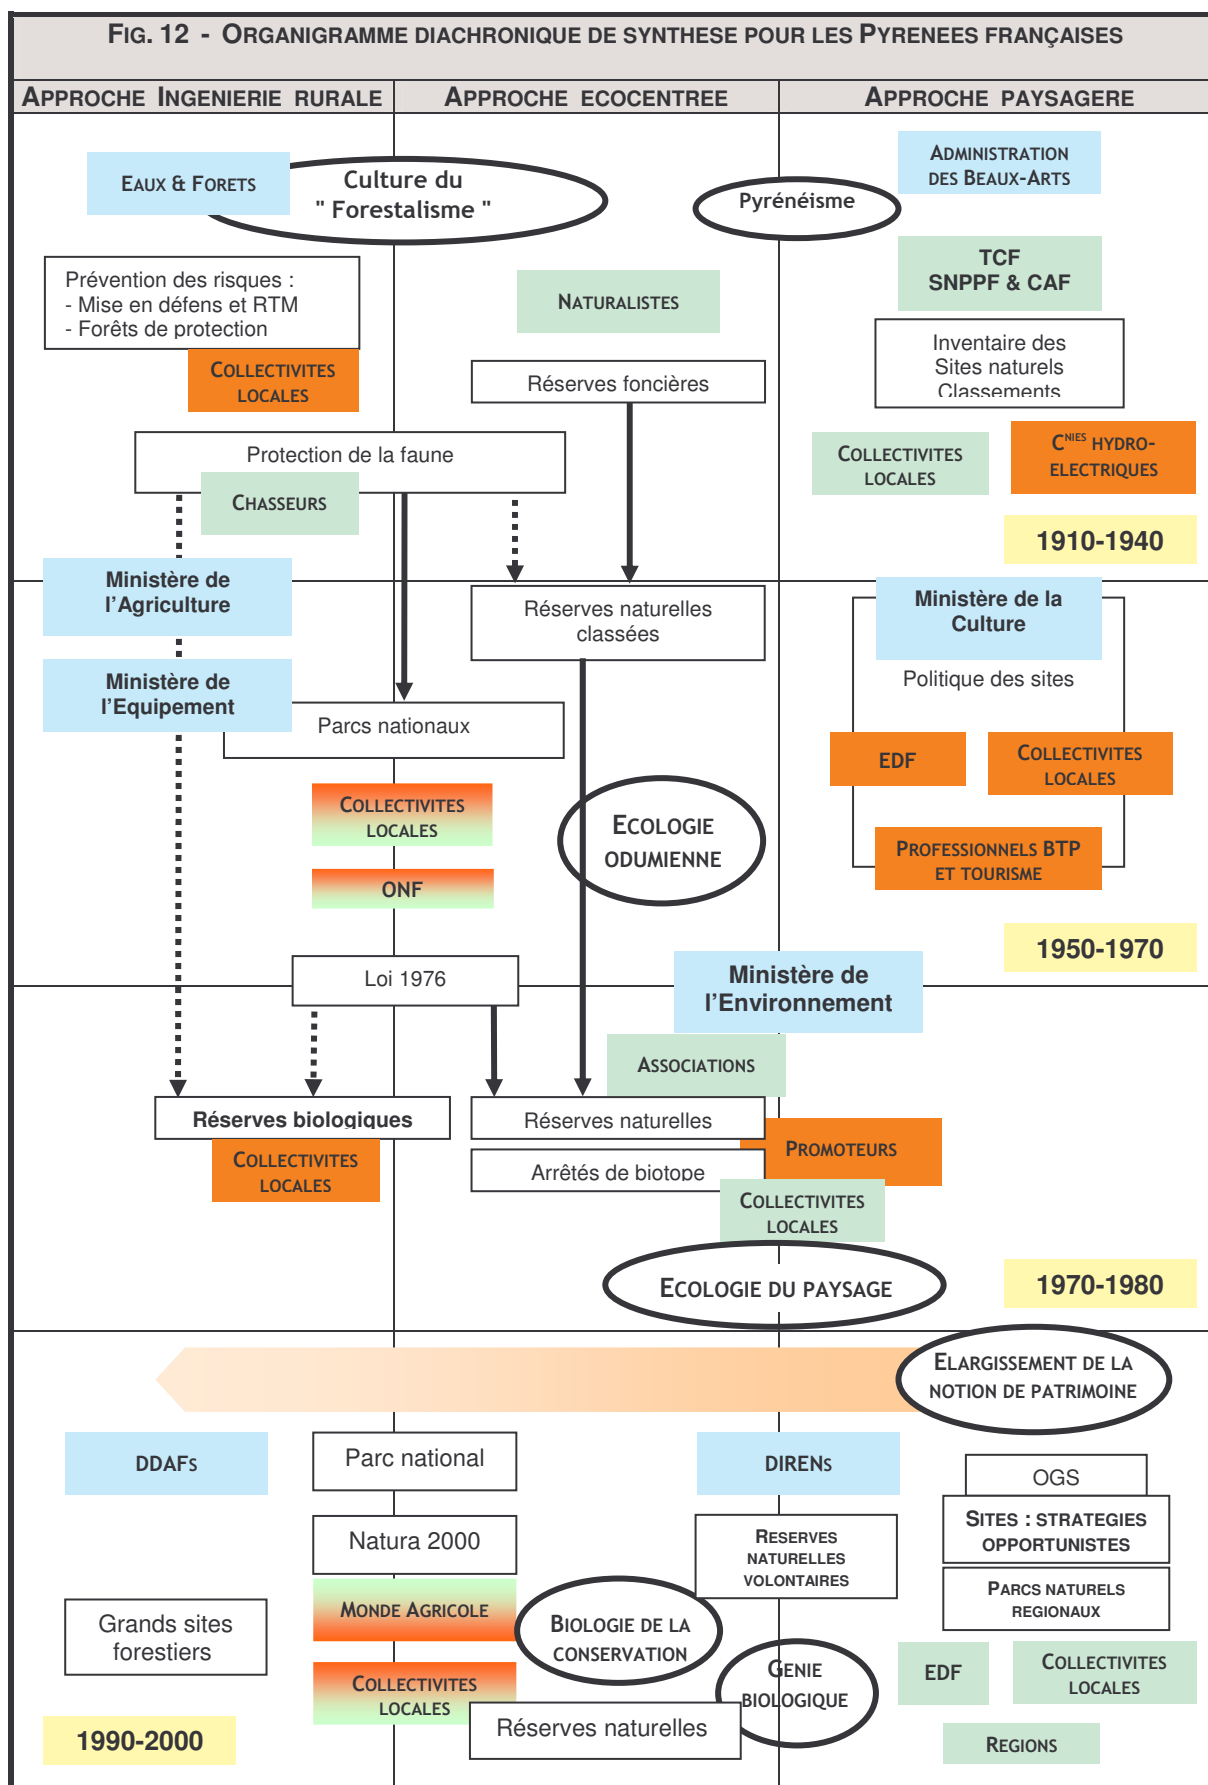 FIG. 12 - ORGANIGRAMME DIACHRONIQUE DE SYNTHESE POUR LES PYRENEES FRANÇAISES
APPROCHE INGENIERIE RURALE
APPROCHE ECOCENTREE
APPROCHE PAYSAGERE
EAUX & FORETS
Culture du
" Forestalisme "
Pyrénéisme
ADMINISTRATION
DES BEAUX-ARTS
Prévention des risques :
- Mise en défens et RTM
- Forêts de protection
COLLECTIVITES
LOCALES
NATURALISTES
TCF
SNPPF & CAF
Réserves foncières
Inventaire des
Sites naturels
Classements
Protection de la faune
CHASSEURS
COLLECTIVITES
LOCALES
CNIES HYDRO-
ELECTRIQUES
1910-1940
Ministère de
l'Agriculture
Réserves naturelles
classées
Ministère de la
Culture
Politique des sites
Ministère de
l'Equipement
Parcs nationaux
EDF
COLLECTIVITES
LOCALES
COLLECTIVITES
LOCALES
ECOLOGIE
ODUMIENNE
PROFESSIONNELS BTP
ET TOURISME
ONF
1950-1970
Loi 1976
Ministère de
l'Environnement
ASSOCIATIONS
Réserves biologiques
Réserves naturelles
COLLECTIVITES
LOCALES
Arrêtés de biotope
PROMOTEURS
COLLECTIVITES
LOCALES
ECOLOGIE DU PAYSAGE
1970-1980
ELARGISSEMENT DE LA
NOTION DE PATRIMOINE
DDAFS
Parc national
DIRENS
OGS
Natura 2000
RESERVES
NATURELLES
VOLONTAIRES
SITES : STRATEGIES
OPPORTUNISTES
MONDE AGRICOLE
PARCS NATURELS
REGIONAUX
Grands sites
forestiers
BIOLOGIE DE LA
CONSERVATION
COLLECTIVITES
LOCALES
GENIE
BIOLOGIQUE
EDF
COLLECTIVITES
LOCALES
Réserves naturelles
1990-2000
REGIONS